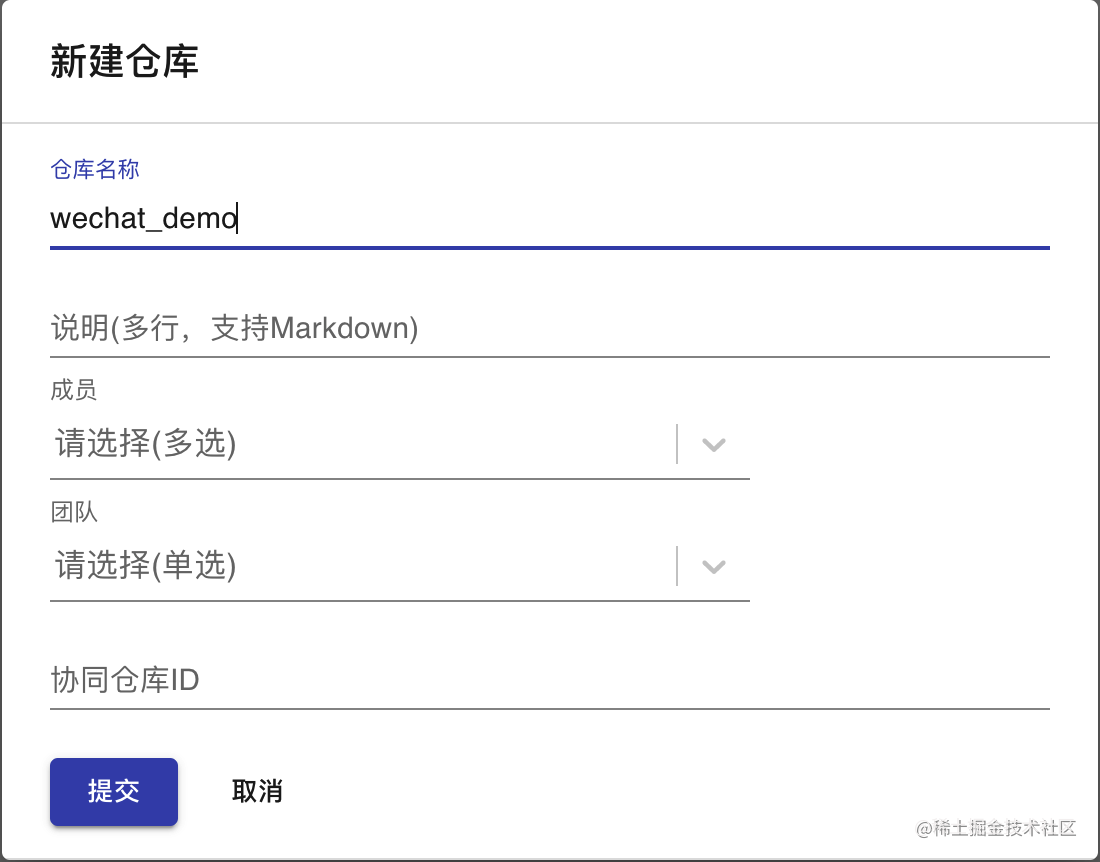 新建仓库
仓库名称
wechat_demo
说明(多行，支持Markdown)
成员
请选择(多选)
团队
请选择(单选)
协同仓库ID
提交 取消
@稀土掘金技术社区